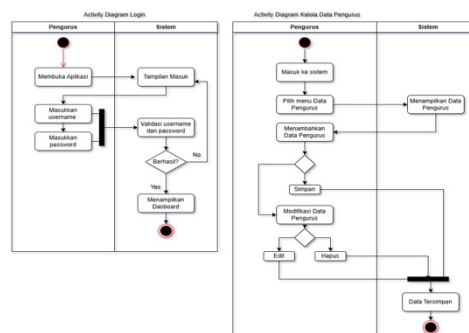 Activity Diagram Login
Pengurus
Sistem
Membuka Aplikasi
Tampilan Masuk
Masukkan
username
Masukkan
password
Validasi username
dan password
Berhasil?
No
Yes
Menampilkan
Dasboard
Activity Diagram Kelola Data Pengurus
Pengurus
Sistem
Masuk ke sistem
Pilih menu Data
Pengurus
Menampilkan Data
Pengurus
Menambahkan
Data Pengurus
Simpan
Modifikasi Data
Pengurus
Edit
Hapus
Data Tersimpan